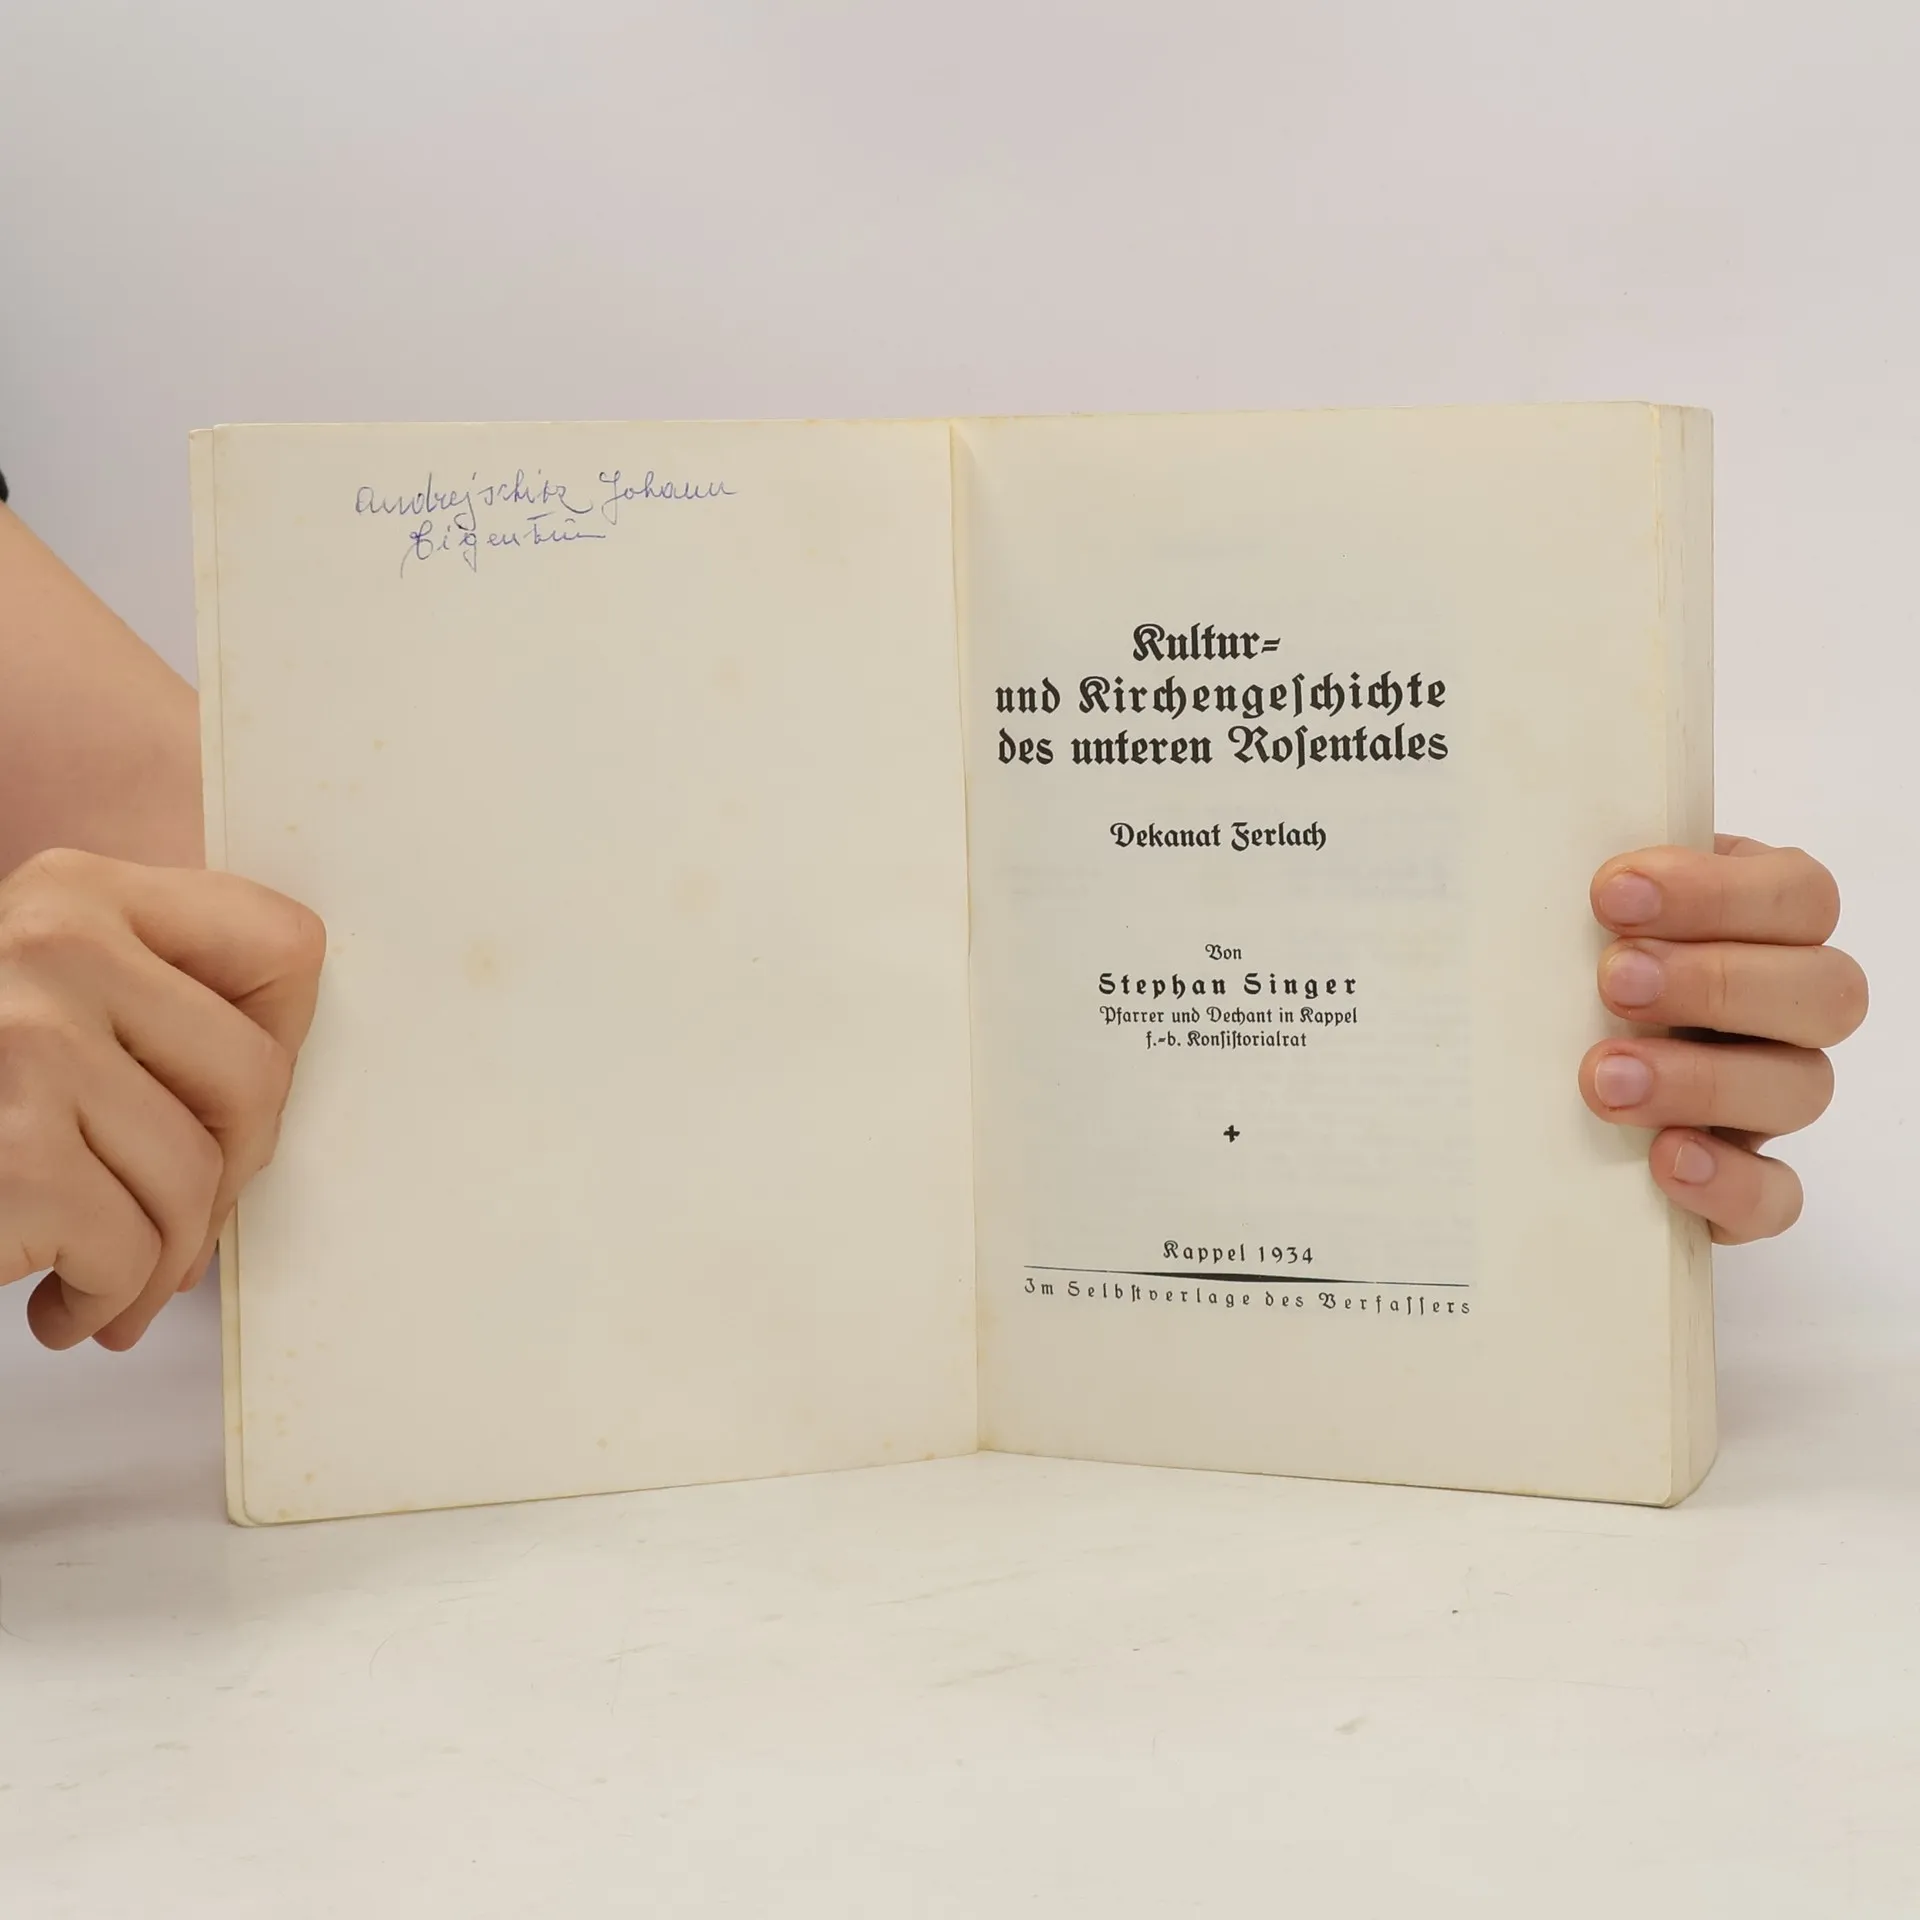 Andrejschitz Johann
Eigentum
Kultur=
und Kirchengeſchichte
des unteren Roſentales
Dekanat Ferlach
Von
Stephan Singer
Pfarrer und Dechant in Kappel
f.=b. Konſiſtorialrat
Kappel 1934
Im Selbſtverlage des Verfaſſers